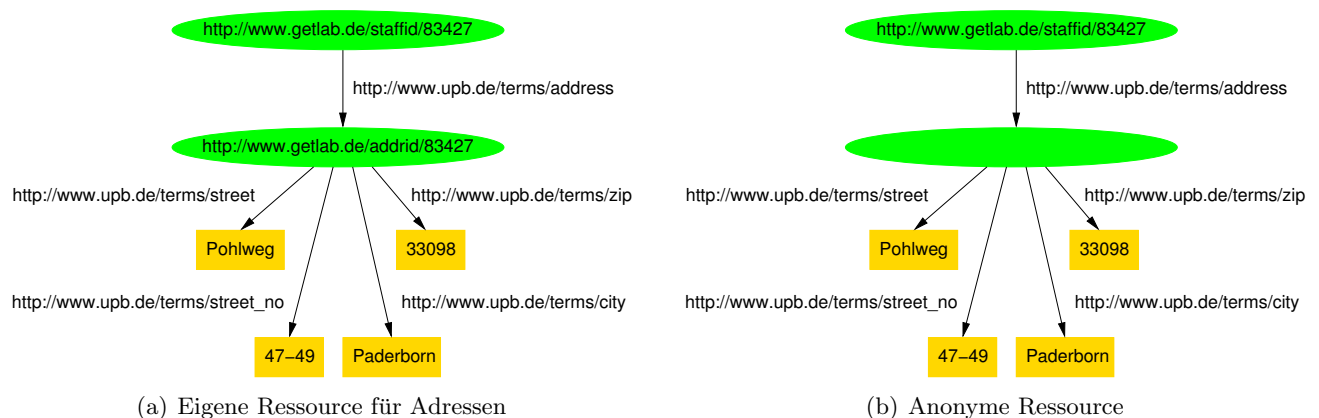 http://www.getlab.de/staffid/83427
http://www.upb.de/terms/address
http://www.getlab.de/addrid/83427
http://www.upb.de/terms/street
http://www.upb.de/terms/zip
Pohlweg
33098
http://www.upb.de/terms/street_no
http://www.upb.de/terms/city
47−49
Paderborn
(a) Eigene Ressource für Adressen
http://www.getlab.de/staffid/83427
http://www.upb.de/terms/address
http://www.upb.de/terms/street
http://www.upb.de/terms/zip
Pohlweg
33098
http://www.upb.de/terms/street_no
http://www.upb.de/terms/city
47−49
Paderborn
(b) Anonyme Ressource